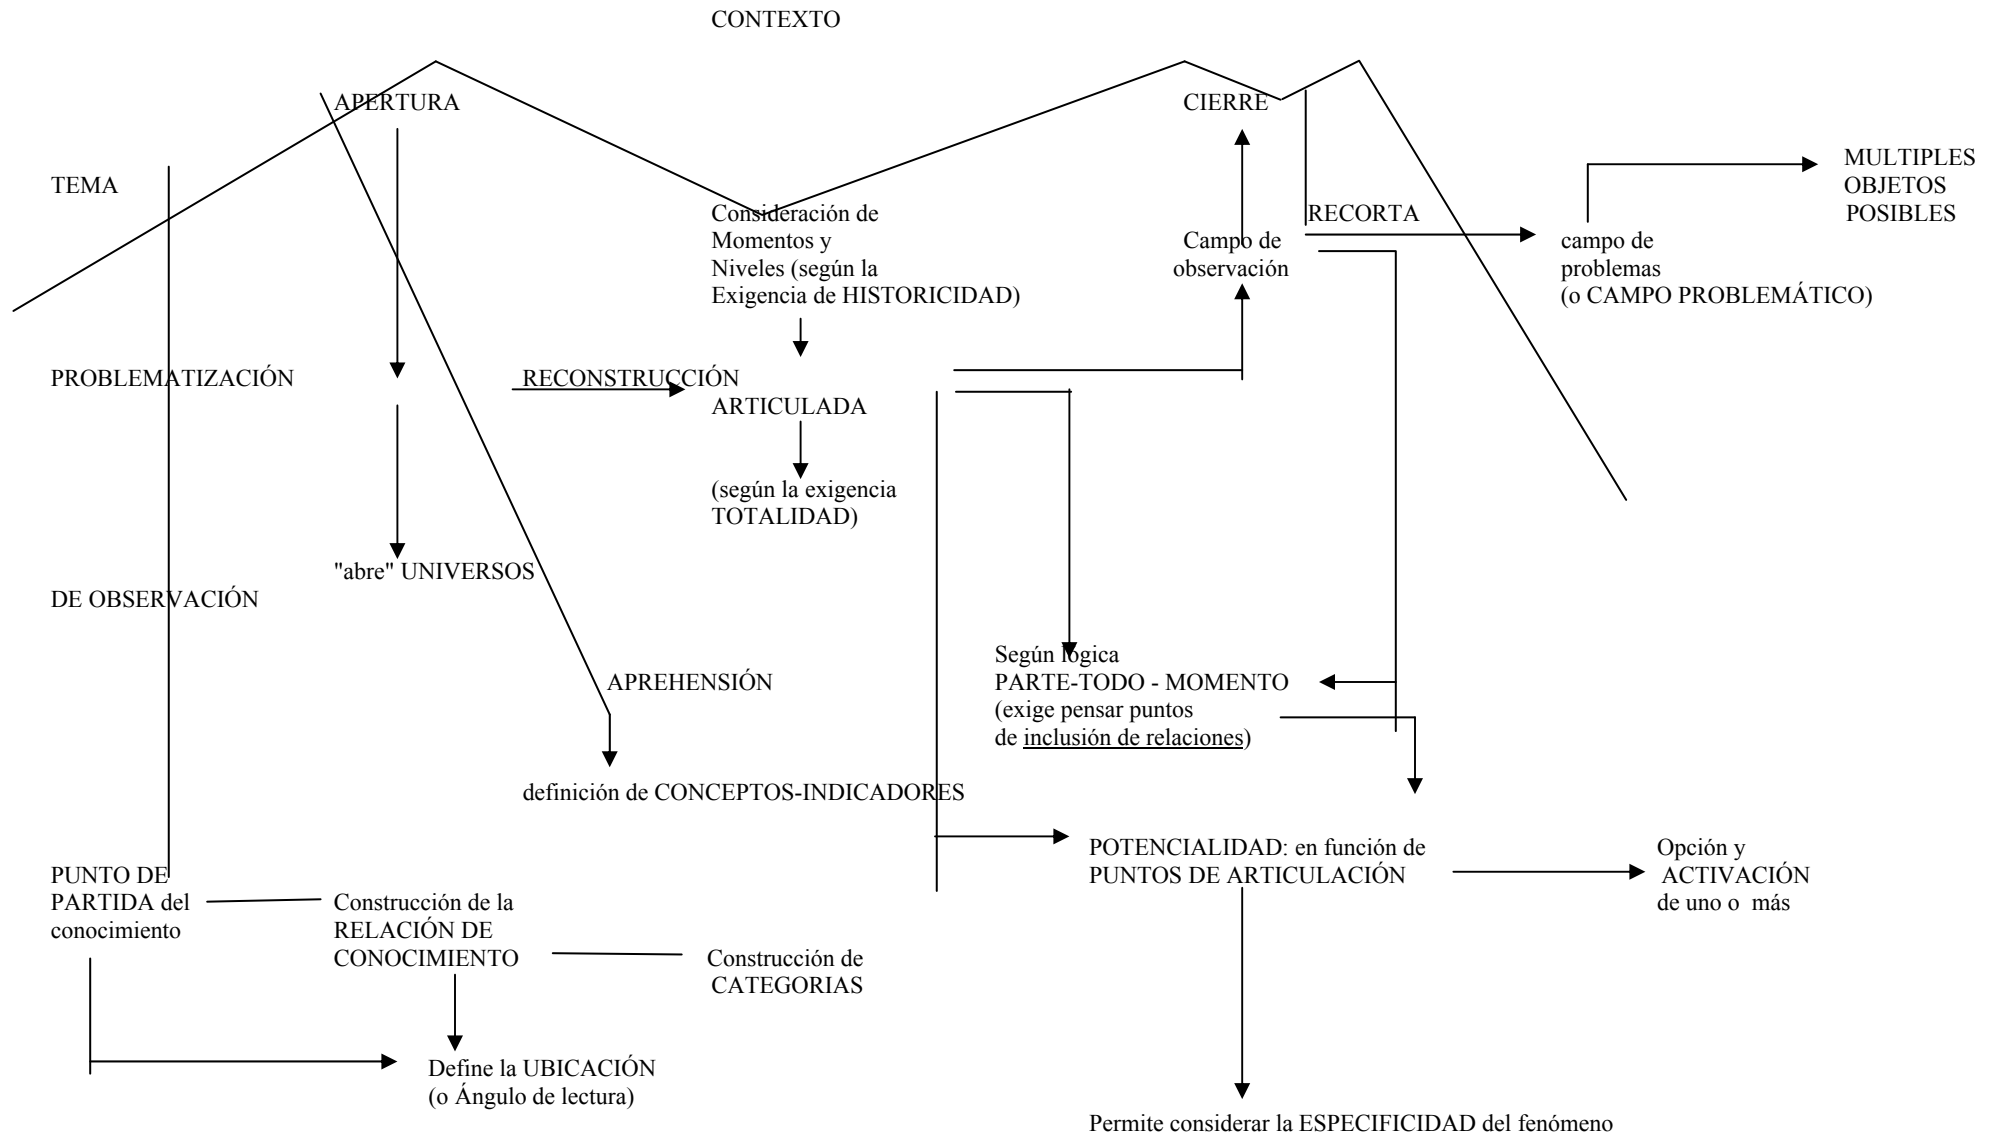 CONTEXTO
APERTURA
CIERRE
TEMA
MULTIPLES
OBJETOS
POSIBLES
Consideración de
Momentos y
Niveles (según la
Exigencia de HISTORICIDAD)
Campo de
observación
RECORTA
campo de
problemas
(o CAMPO PROBLEMÁTICO)
PROBLEMATIZACIÓN
RECONSTRUCCIÓN
ARTICULADA
(según la exigencia
TOTALIDAD)
"abre" UNIVERSOS
DE OBSERVACIÓN
APREHENSIÓN
Según lógica
PARTE-TODO - MOMENTO
(exige pensar puntos
de inclusión de relaciones)
definición de CONCEPTOS-INDICADORES
POTENCIALIDAD: en función de
PUNTOS DE ARTICULACIÓN
Opción y
ACTIVACIÓN
de uno o más
PUNTO DE
PARTIDA del
conocimiento
Construcción de la
RELACIÓN DE
CONOCIMIENTO
Construcción de
CATEGORIAS
Define la UBICACIÓN
(o Ángulo de lectura)
Permite considerar la ESPECIFICIDAD del fenómeno